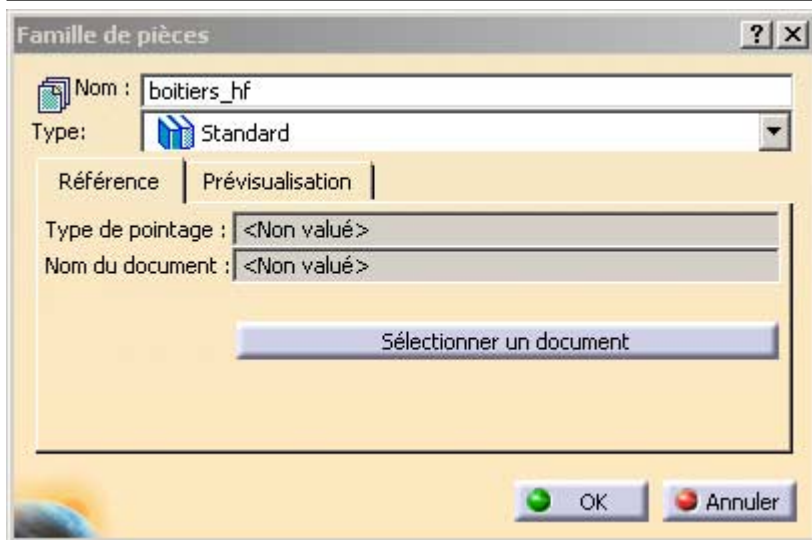 Famille de pièces
Nom : boitiers_hf
Type: Standard
Référence Prévisualisation
Type de pointage : <Non valué>
Nom du document : <Non valué>
Sélectionner un document
OK Annuler